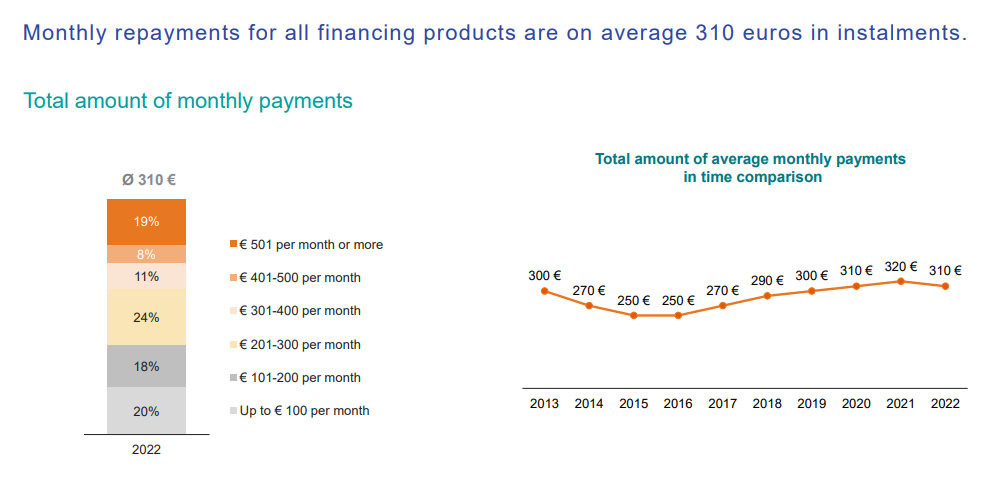 Monthly repayments for all financing products are on average 310 euros in instalments.
Total amount of monthly payments
Ø 310 €
19%
8%
11%
24%
18%
20%
2022
€ 501 per month or more
€ 401-500 per month
€ 301-400 per month
€ 201-300 per month
€ 101-200 per month
Up to € 100 per month
Total amount of average monthly payments
in time comparison
300 € 270 € 250 € 250 € 270 € 290 € 300 € 310 € 320 € 310 €
2013 2014 2015 2016 2017 2018 2019 2020 2021 2022